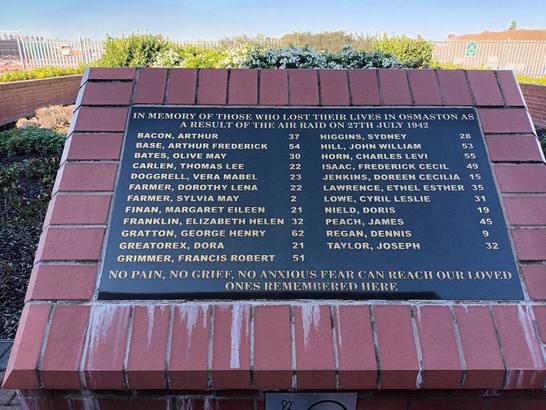 IN MEMORY OF THOSE WHO LOST THEIR LIVES IN OSMASTON AS
A RESULT OF THE AIR RAID ON 27TH JULY 1942
BACON, ARTHUR 37
BASE, ARTHUR FREDERICK 54
BATES, OLIVE MAY 30
CARLEN, THOMAS LEE 22
DOGGRELL, VERA MABEL 23
FARMER, DOROTHY LENA 22
FARMER, SYLVIA MAY 2
FINAN, MARGARET EILEEN 21
FRANKLIN, ELIZABETH HELEN 32
GRATTON, GEORGE HENRY 62
GREATOREX, DORA 21
GRIMMER, FRANCIS ROBERT 51
HIGGINS, SYDNEY 28
HILL, JOHN WILLIAM 53
HORN, CHARLES LEVI 55
ISAAC, FREDERICK CECIL 49
JENKINS, DOREEN CECILIA 15
LAWRENCE, ETHEL ESTHER 35
LOWE, CYRIL LESLIE 31
NIELD, DORIS 19
PEACH, JAMES 45
REGAN, DENNIS 9
TAYLOR, JOSEPH 32
NO PAIN, NO GRIEF, NO ANXIOUS FEAR CAN REACH OUR LOVED
ONES REMEMBERED HERE